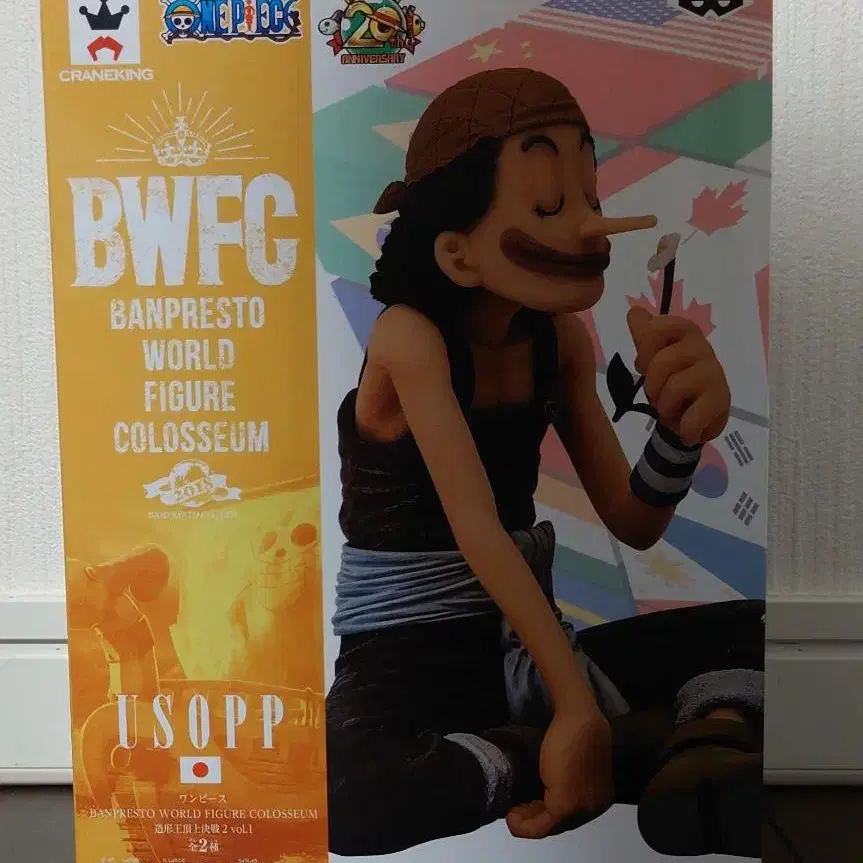 CRANEKING
ONE PIECE
20th
ANNIVERSARY
BWFC
BANPRESTO
WORLD
FIGURE
COLOSSEUM
2018
USOPP
ワンピース
BANPRESTO WORLD FIGURE COLOSSEUM
造形王頂上決戦2 vol.1
全2種